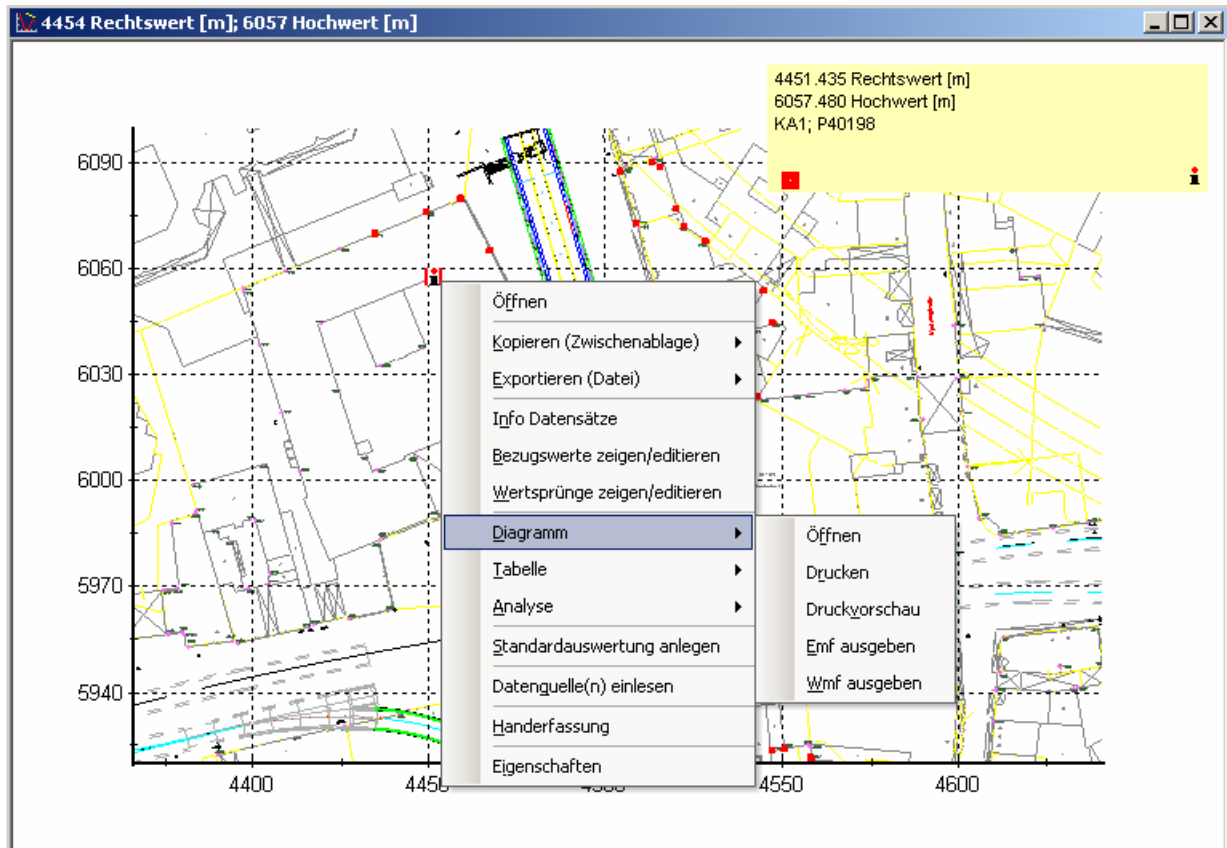 4454 Rechtswert [m]; 6057 Hochwert [m]
4451.435 Rechtswert [m]
6057.480 Hochwert [m]
KA1; P40198
6090
6060
6030
6000
5970
5940
Öffnen
Kopieren (Zwischenablage)
Exportieren (Datei)
Info Datensätze
Bezugswerte zeigen/editieren
Wertsprünge zeigen/editieren
Diagramm
Tabelle
Analyse
Standardauswertung anlegen
Datenquelle(n) einlesen
Handerfassung
Eigenschaften
Öffnen
Drucken
Druckvorschau
Emf ausgeben
Wmf ausgeben
4400
4550
4600